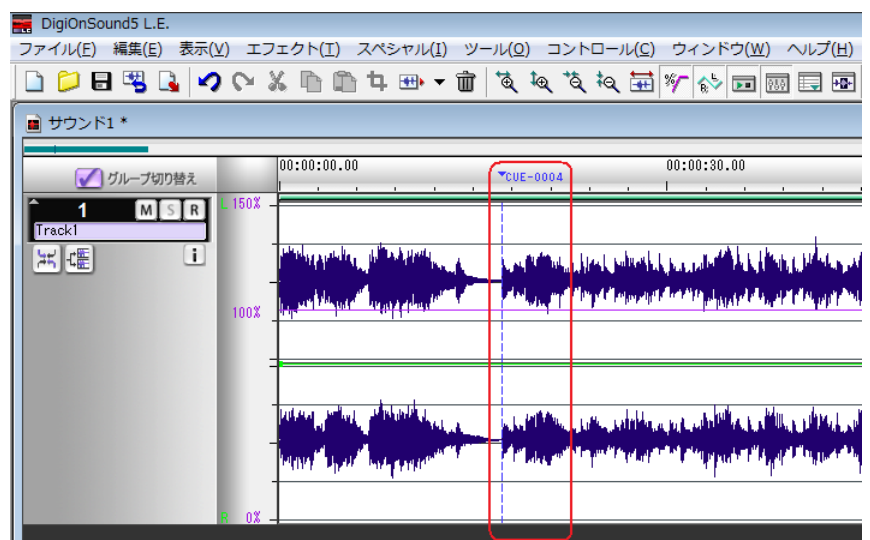 DigiOnSound5 L.E.
ファイル(F) 編集(E) 表示(V) エフェクト(T) スペシャル(I) ツール(O) コントロール(C) ウィンドウ(W) ヘルプ(H)
サウンド1 *
グループ切り替え
00:00:00.00 CUE-0004 00:00:30.00
1 M S R
Track1
i
L 150%
100%
R 0%